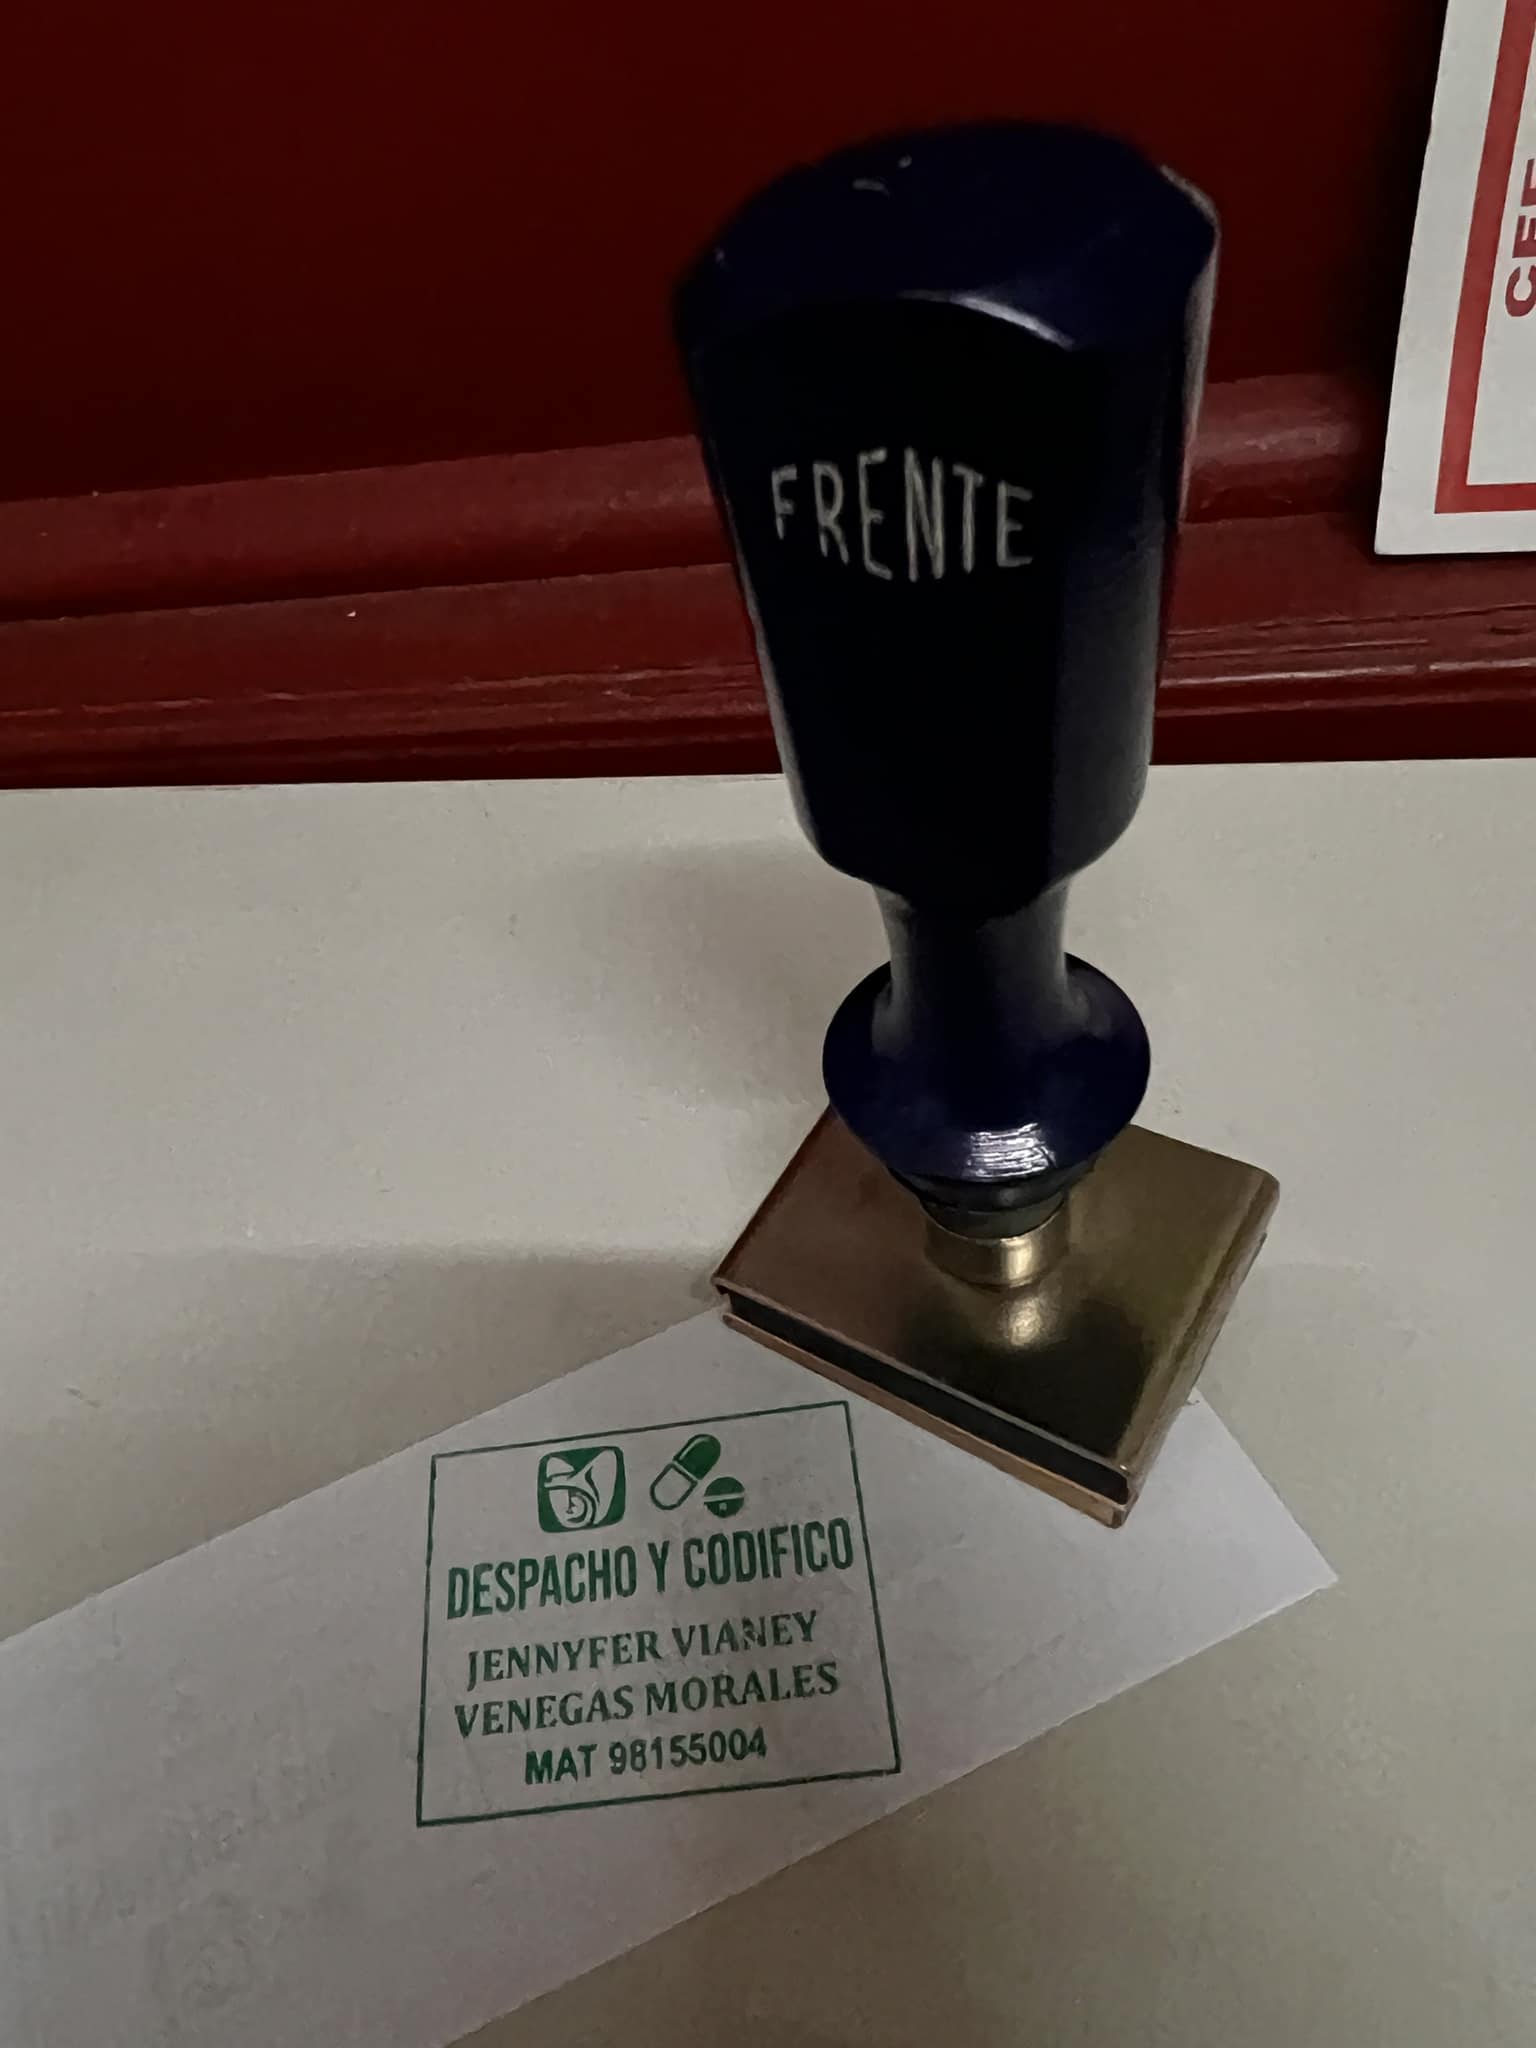 FRENTE
DESPACHO Y CODIFICO
JENNYFER VIANEY
VENEGAS MORALES
MAT 98155004